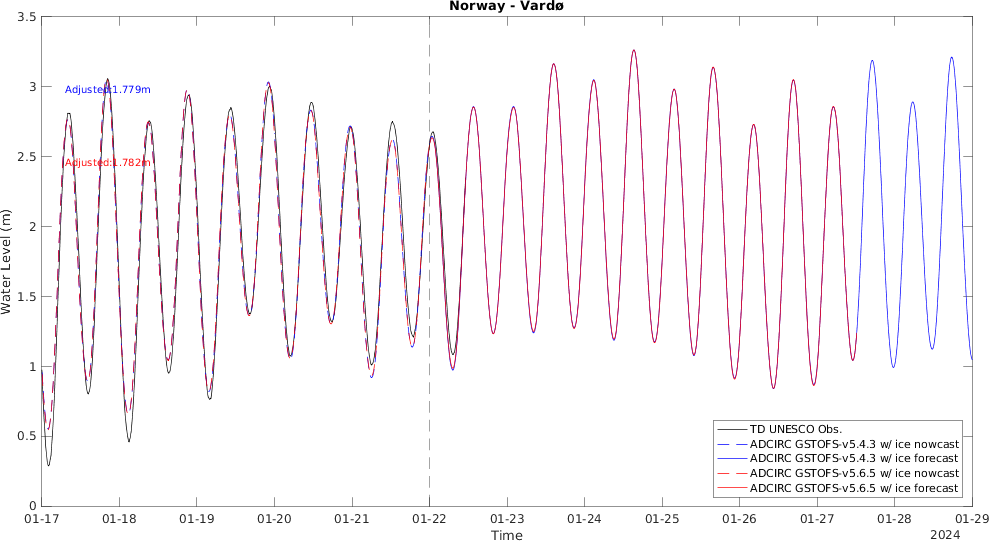 Norway - Vardø
3.5
3
2.5
2
1.5
1
0.5
0
Water Level (m)
Adjusted:1.779m
Adjusted:1.782m
TD UNESCO Obs.
ADCIRC GSTOFS-v5.4.3 w/ ice nowcast
ADCIRC GSTOFS-v5.4.3 w/ ice forecast
ADCIRC GSTOFS-v5.6.5 w/ ice nowcast
ADCIRC GSTOFS-v5.6.5 w/ ice forecast
01-17 01-18 01-19 01-20 01-21 01-22 01-23 01-24 01-25 01-26 01-27 01-28 01-29
Time
2024